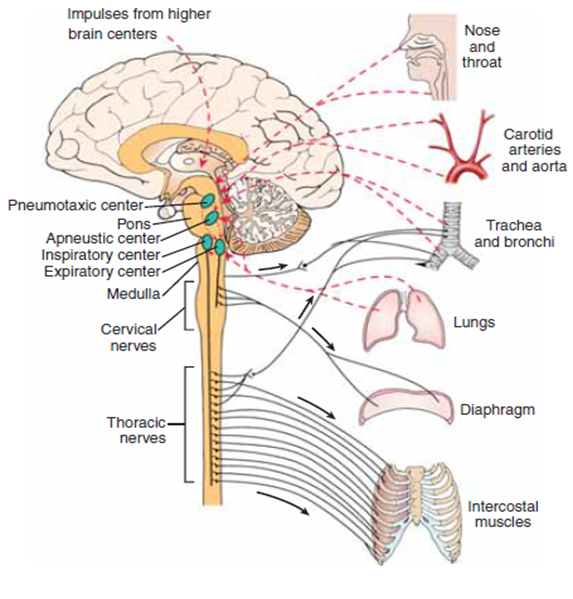 Impulses from higher
brain centers
Nose
and
throat
Carotid
arteries
and aorta
Pneumotaxic center
Pons
Apneustic center
Inspiratory center
Expiratory center
Medulla
Cervical
nerves
Thoracic
nerves
Trachea
and bronchi
Lungs
Diaphragm
Intercostal
muscles